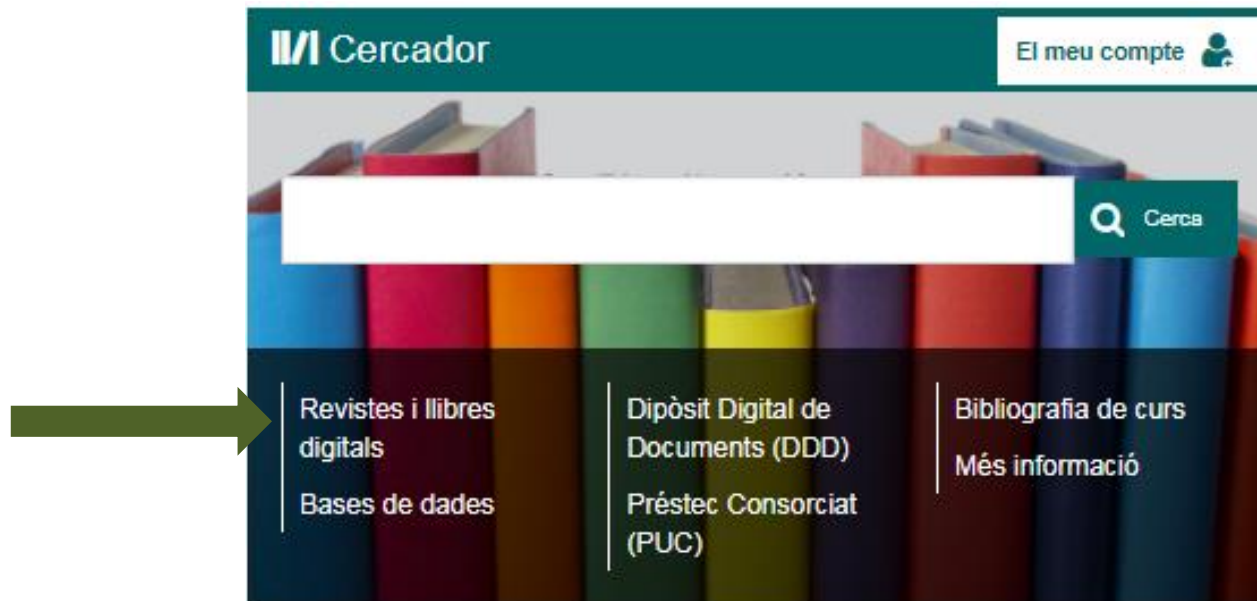 Cercador
El meu compte
Cerca
Revistes i llibres
digitals
Bases de dades
Dipòsit Digital de
Documents (DDD)
Préstec Consorciat
(PUC)
Bibliografia de curs
Més informació